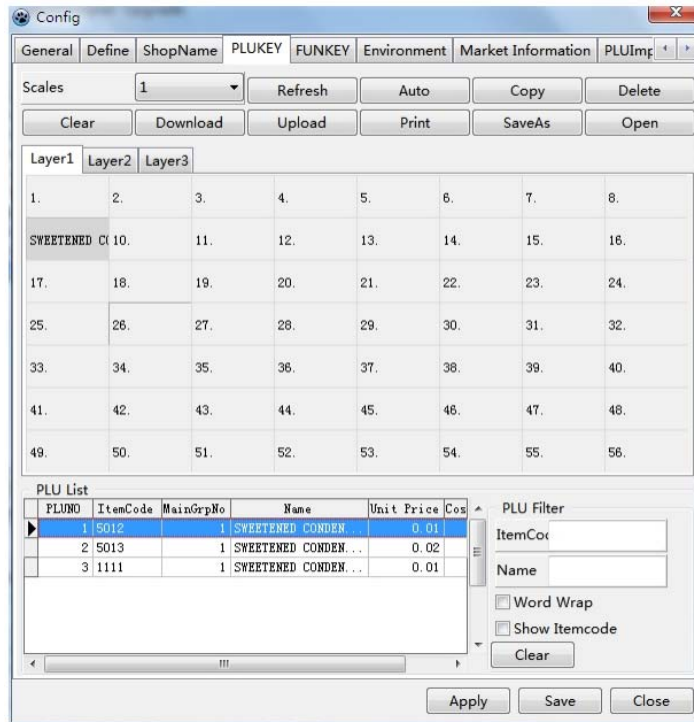 Config
General Define ShopName PLUKEY FUNKEY Environment Market Information PLUImp
Scales 1 Refresh Auto Copy Delete
Clear Download Upload Print SaveAs Open
Layer1 Layer2 Layer3
1. 2. 3. 4. 5. 6. 7. 8.
SWEETENED CO 10. 11. 12. 13. 14. 15. 16.
17. 18. 19. 20. 21. 22. 23. 24.
25. 26. 27. 28. 29. 30. 31. 32.
33. 34. 35. 36. 37. 38. 39. 40.
41. 42. 43. 44. 45. 46. 47. 48.
49. 50. 51. 52. 53. 54. 55. 56.
PLU List
PLUNO ItemCode MainGrpNo Name Unit Price Cos
1 5012 1 SWEETENED CONDEN... 0.01
2 5013 1 SWEETENED CONDEN... 0.02
3 1111 1 SWEETENED CONDEN... 0.01
PLU Filter
ItemCo
Name
Word Wrap
Show Itemcode
Clear
Apply Save Close